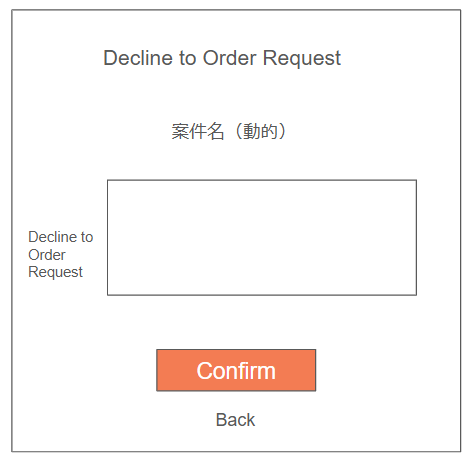 Decline to Order Request
案件名（動的）
Decline to
Order
Request
Confirm
Back